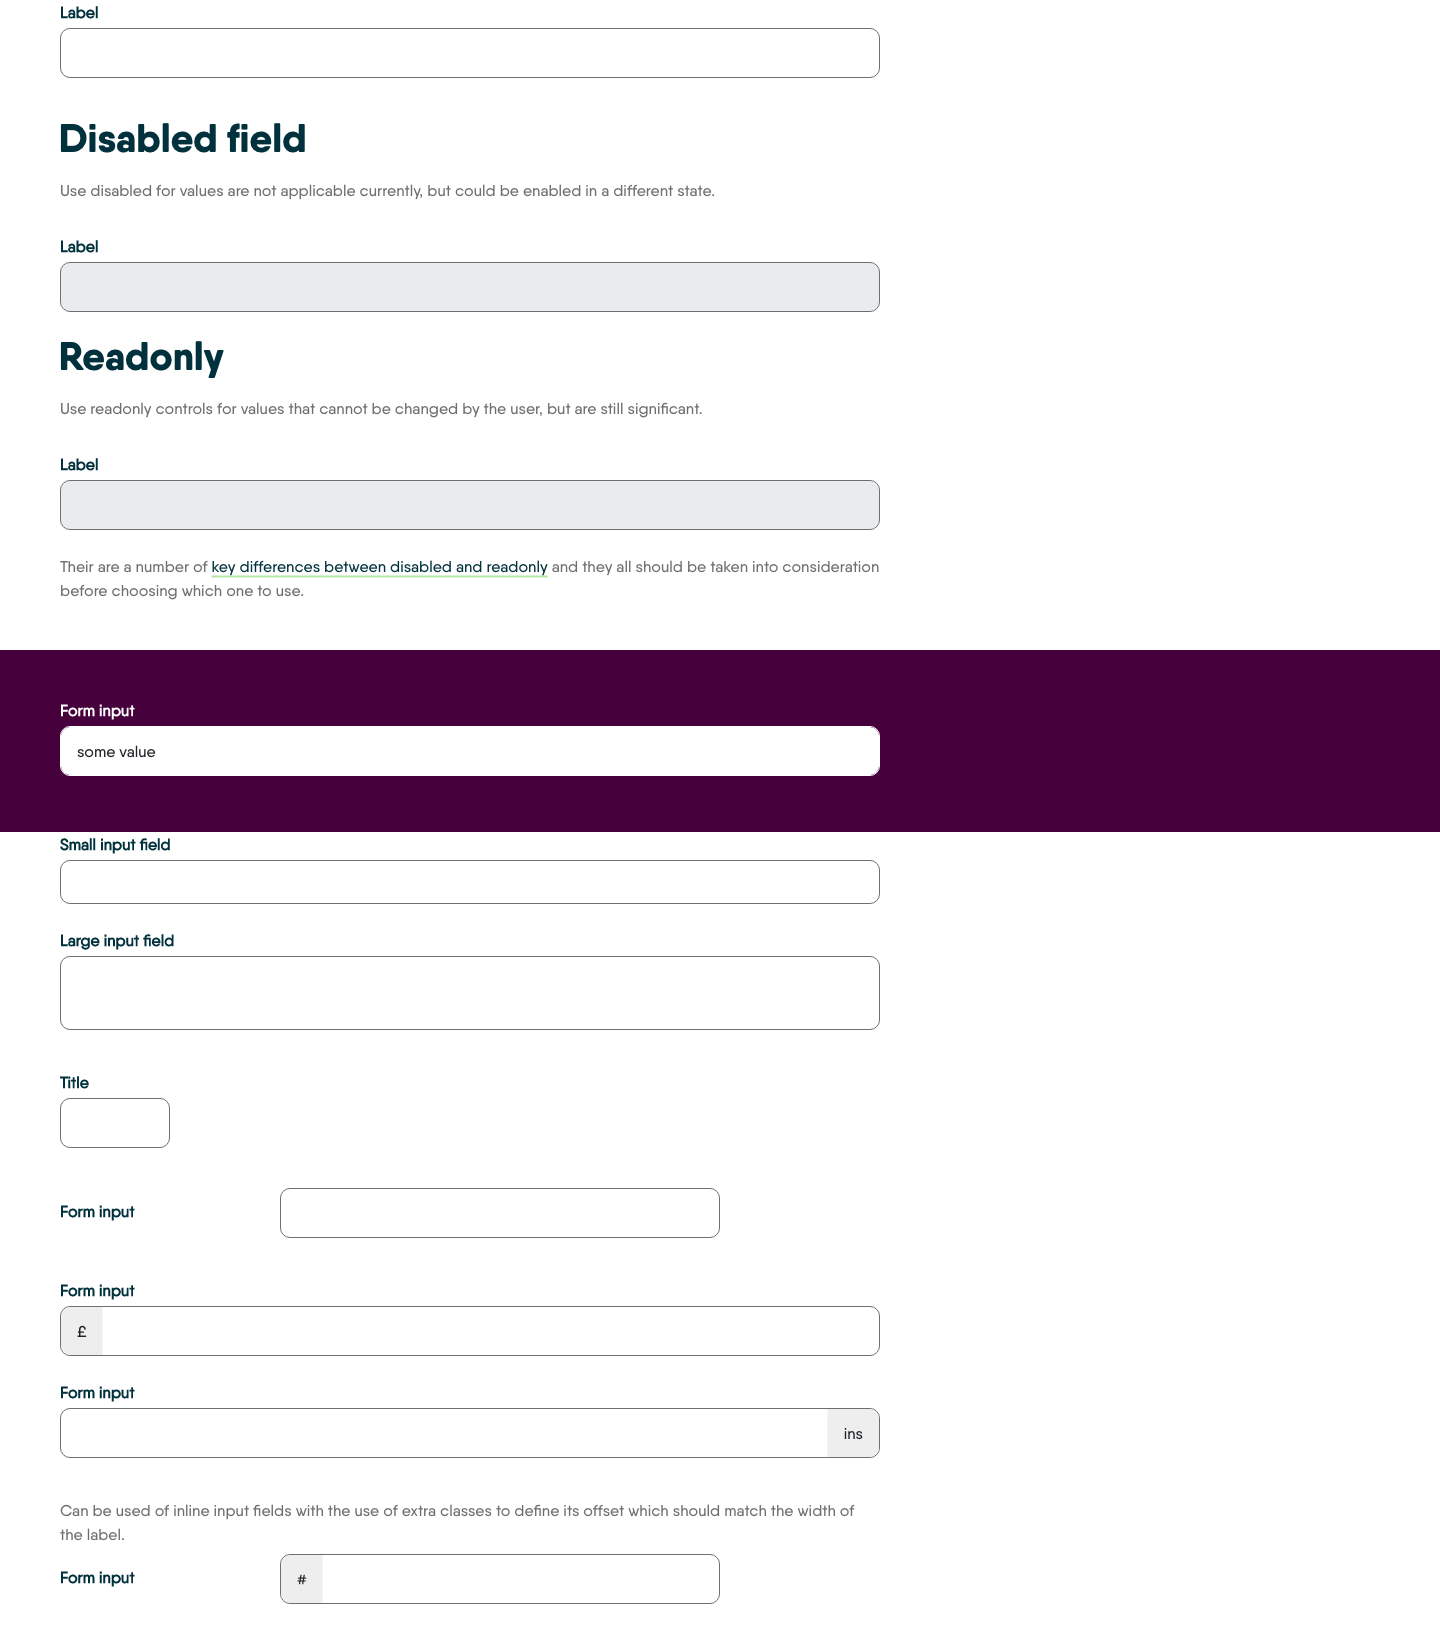 Label
Disabled field
Use disabled for values are not applicable currently, but could be enabled in a different state.
Label
Readonly
Use readonly controls for values that cannot be changed by the user, but are still significant.
Label
Their are a number of key differences between disabled and readonly and they all should be taken into consideration
before choosing which one to use.
Form input
some value
Small input field
Large input field
Title
Form input
Form input
£
Form input
ins
Can be used of inline input fields with the use of extra classes to define its offset which should match the width of
the label.
Form input
#